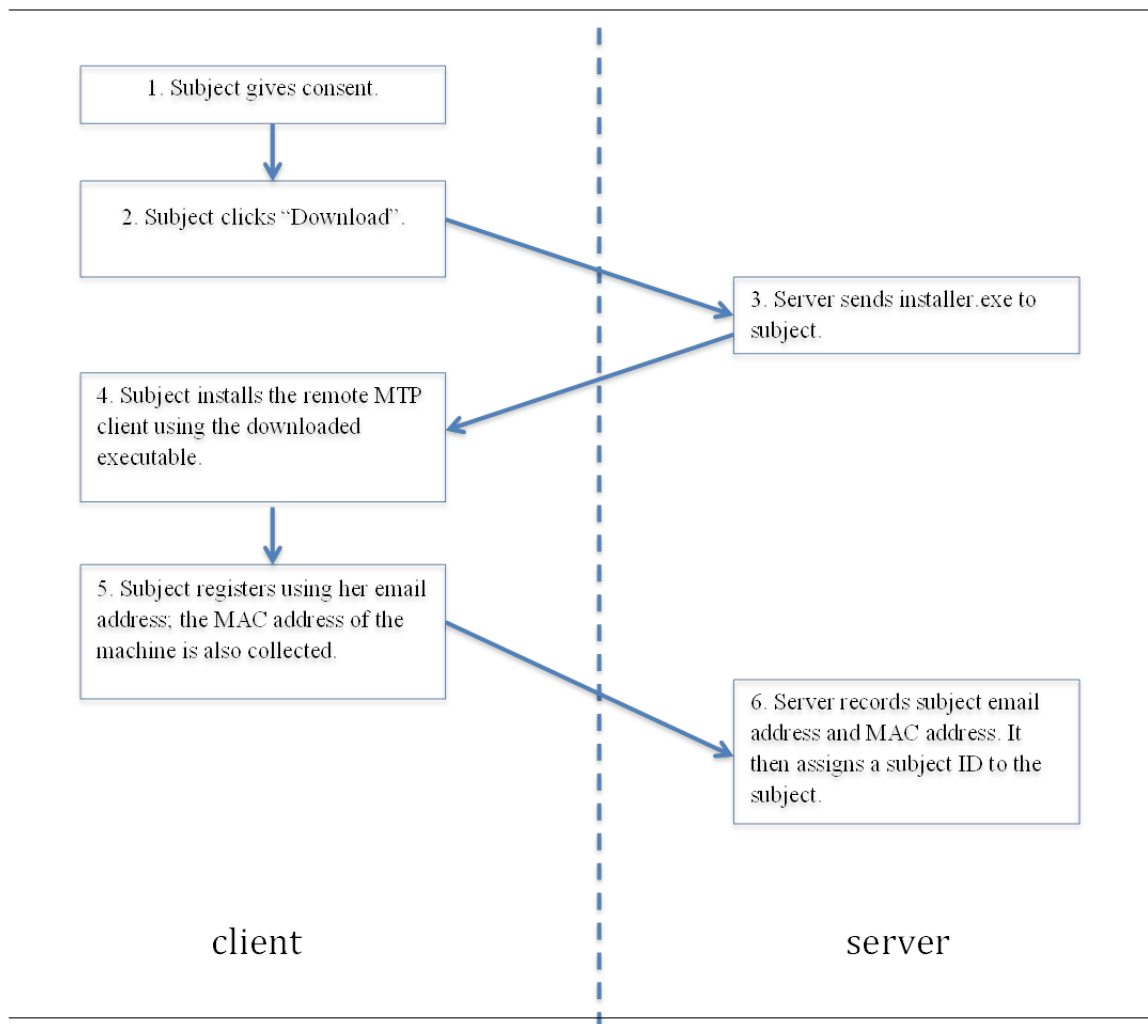 1. Subject gives consent.
2. Subject clicks “Download”.
3. Server sends installer.exe to
subject.
4. Subject installs the remote MTP
client using the downloaded
executable.
5. Subject registers using her email
address; the MAC address of the
machine is also collected.
6. Server records subject email
address and MAC address. It
then assigns a subject ID to the
subject.
client
server